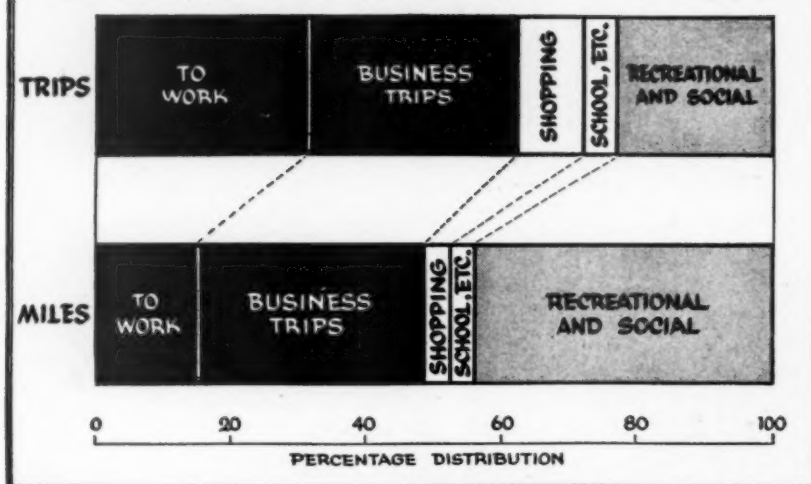 TRIPS
TO
WORK
BUSINESS
TRIPS
SHOPPING
SCHOOL, ETC.
RECREATIONAL
AND SOCIAL
MILES
TO
WORK
BUSINESS
TRIPS
SHOPPING
SCHOOL, ETC.
RECREATIONAL
AND SOCIAL
0 20 40 60 80 100
PERCENTAGE DISTRIBUTION